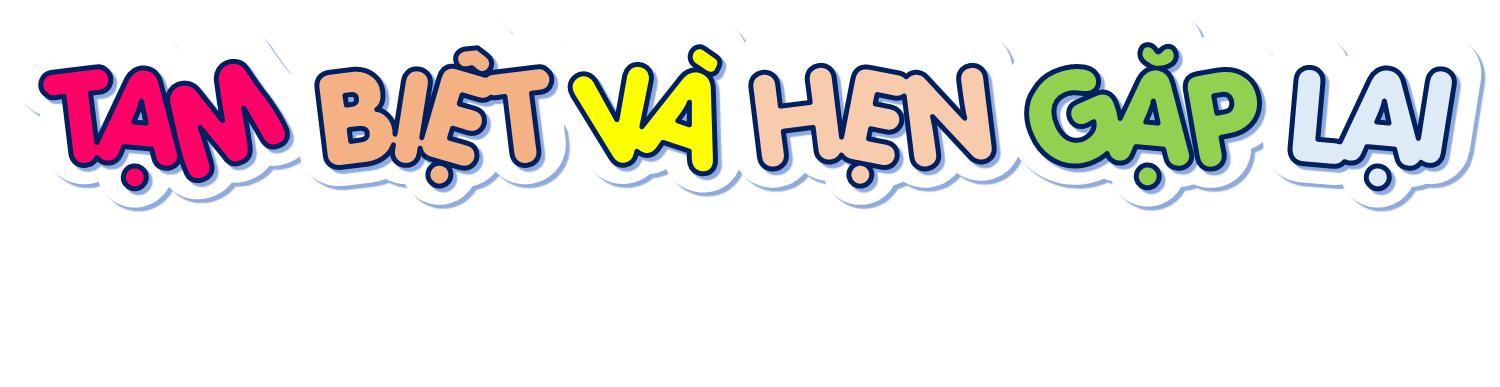 TẠM BIỆT VÀ HẸN GẶP LẠI